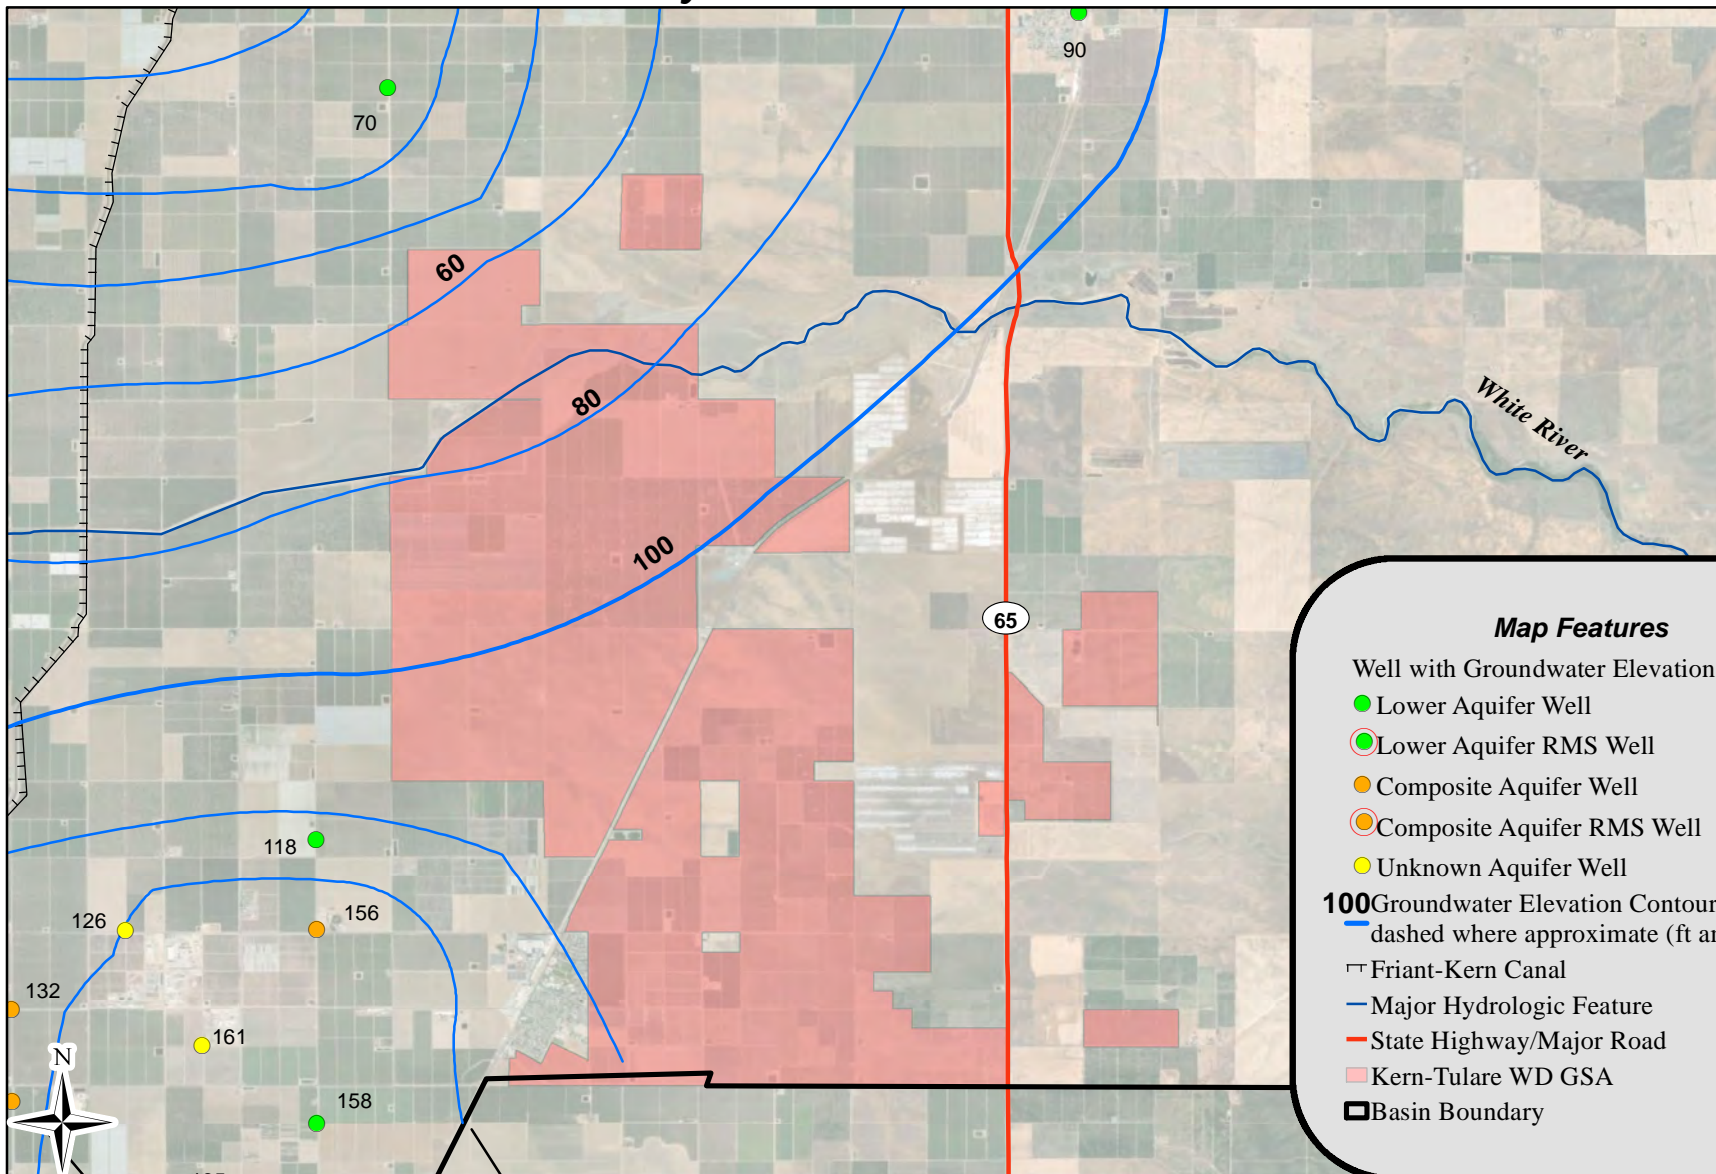 90
70
60
80
White River
100
65
118
126
156
132
161
N
158
Map Features
Well with Groundwater Elevation
Lower Aquifer Well
Lower Aquifer RMS Well
Composite Aquifer Well
Composite Aquifer RMS Well
Unknown Aquifer Well
100 Groundwater Elevation Contour
dashed where approximate (ft a
Friant-Kern Canal
Major Hydrologic Feature
State Highway/Major Road
Kern-Tulare WD GSA
Basin Boundary